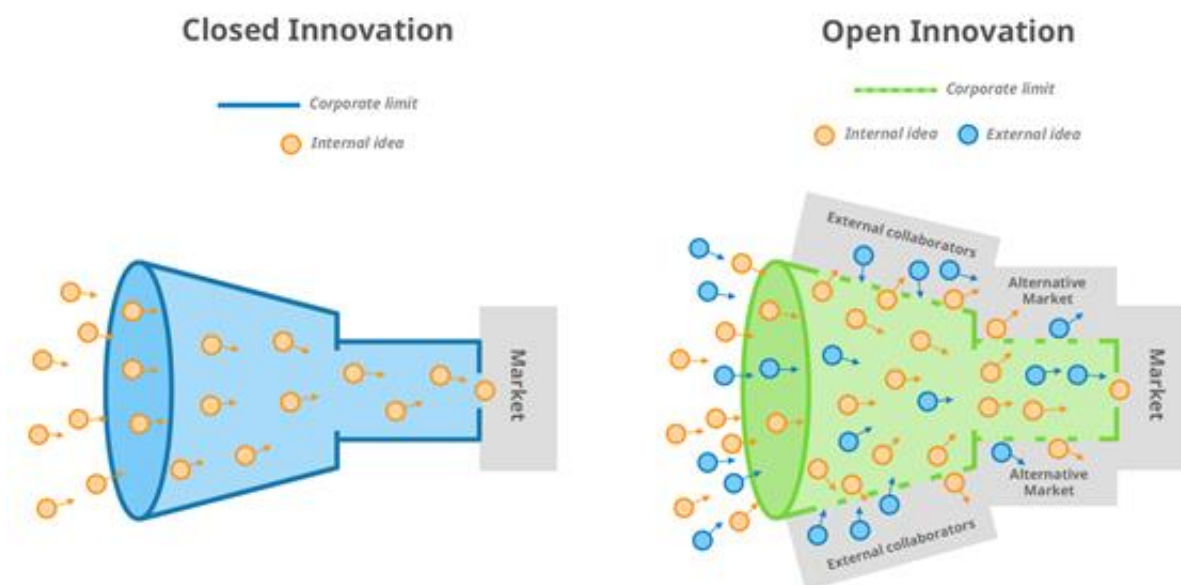 Closed Innovation
Corporate limit
Internal idea
Market
Open Innovation
Corporate limit
Internal idea
External idea
External collaborators
Alternative
Market
Market
Alternative
Market
External collaborators